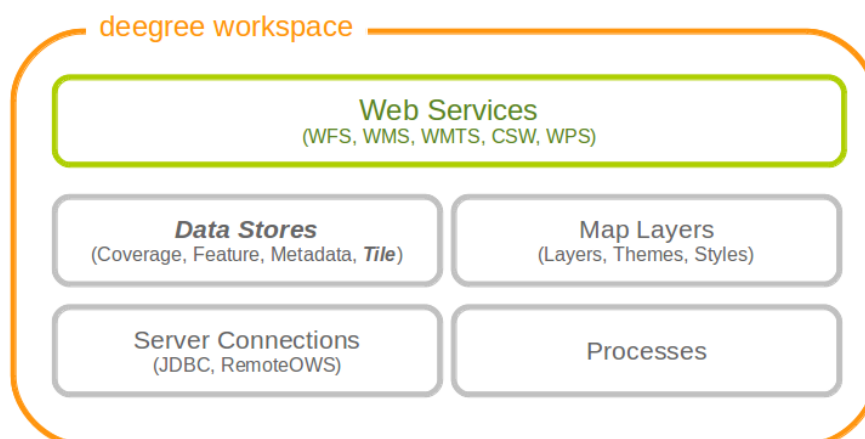 deegree workspace
Web Services
(WFS, WMS, WMTS, CSW, WPS)
Data Stores
(Coverage, Feature, Metadata, Tile)
Map Layers
(Layers, Themes, Styles)
Server Connections
(JDBC, RemoteOWS)
Processes